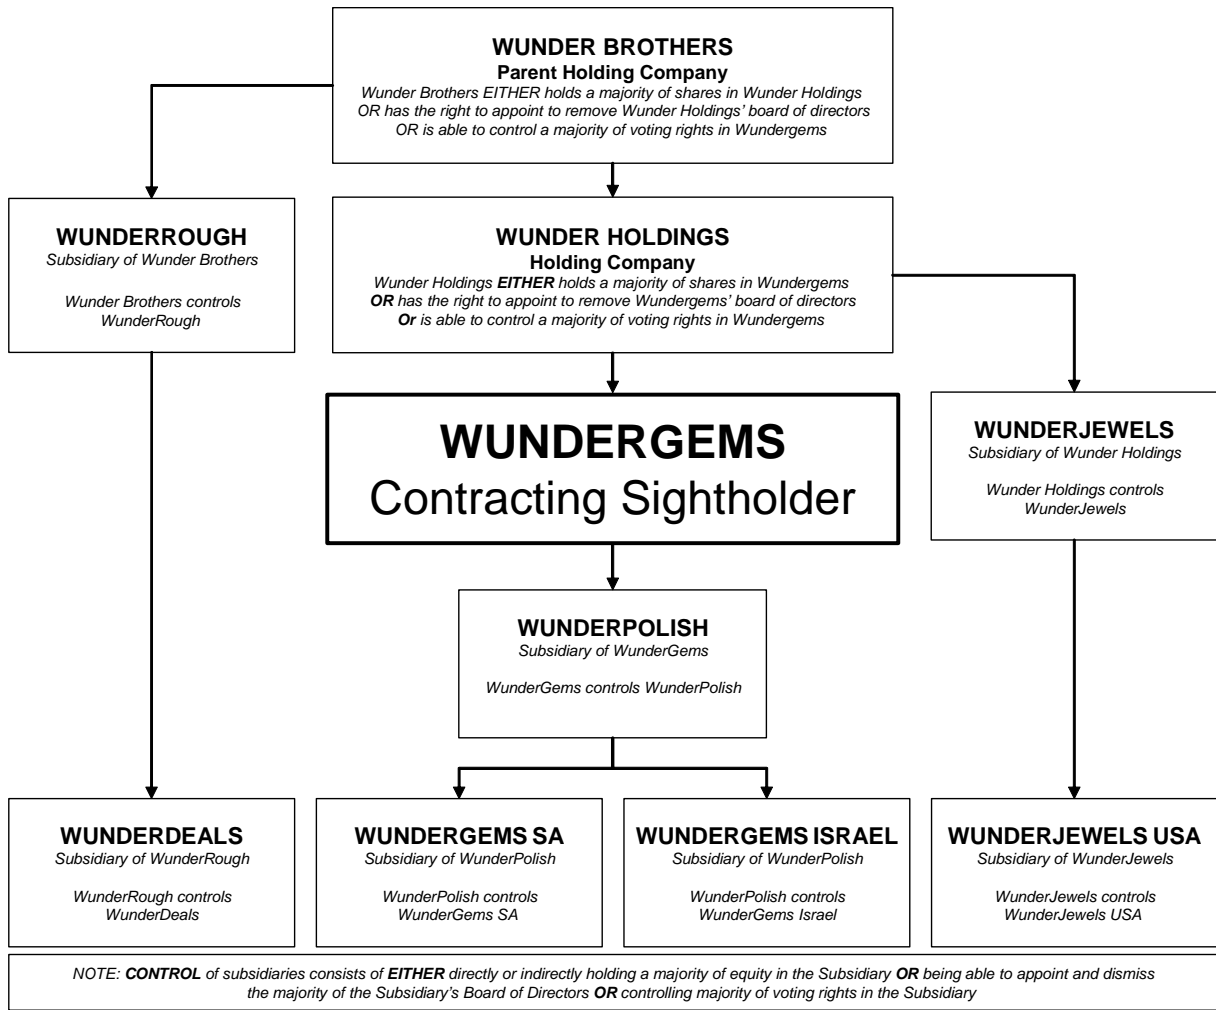 WUNDER BROTHERS
Parent Holding Company
Wunder Brothers EITHER holds a majority of shares in Wunder Holdings
OR has the right to appoint to remove Wunder Holdings' board of directors
OR is able to control a majority of voting rights in Wundergems
WUNDERROUGH
Subsidiary of Wunder Brothers
Wunder Brothers controls
WunderRough
WUNDER HOLDINGS
Holding Company
Wunder Holdings EITHER holds a majority of shares in Wundergems
OR has the right to appoint to remove Wundergems' board of directors
Or is able to control a majority of voting rights in Wundergems
WUNDERGEMS
Contracting Sightholder
WUNDERJEWELS
Subsidiary of Wunder Holdings
Wunder Holdings controls
WunderJewels
WUNDERPOLISH
Subsidiary of WunderGems
WunderGems controls WunderPolish
WUNDERDEALS
Subsidiary of WunderRough
WunderRough controls
WunderDeals
WUNDERGEMS SA
Subsidiary of WunderPolish
WunderPolish controls
WunderGems SA
WUNDERGEMS ISRAEL
Subsidiary of WunderPolish
WunderPolish controls
WunderGems Israel
WUNDERJEWELS USA
Subsidiary of WunderJewels
WunderJewels controls
WunderJewels USA
NOTE: CONTROL of subsidiaries consists of EITHER directly or indirectly holding a majority of equity in the Subsidiary OR being able to appoint and dismiss
the majority of the Subsidiary's Board of Directors OR controlling majority of voting rights in the Subsidiary